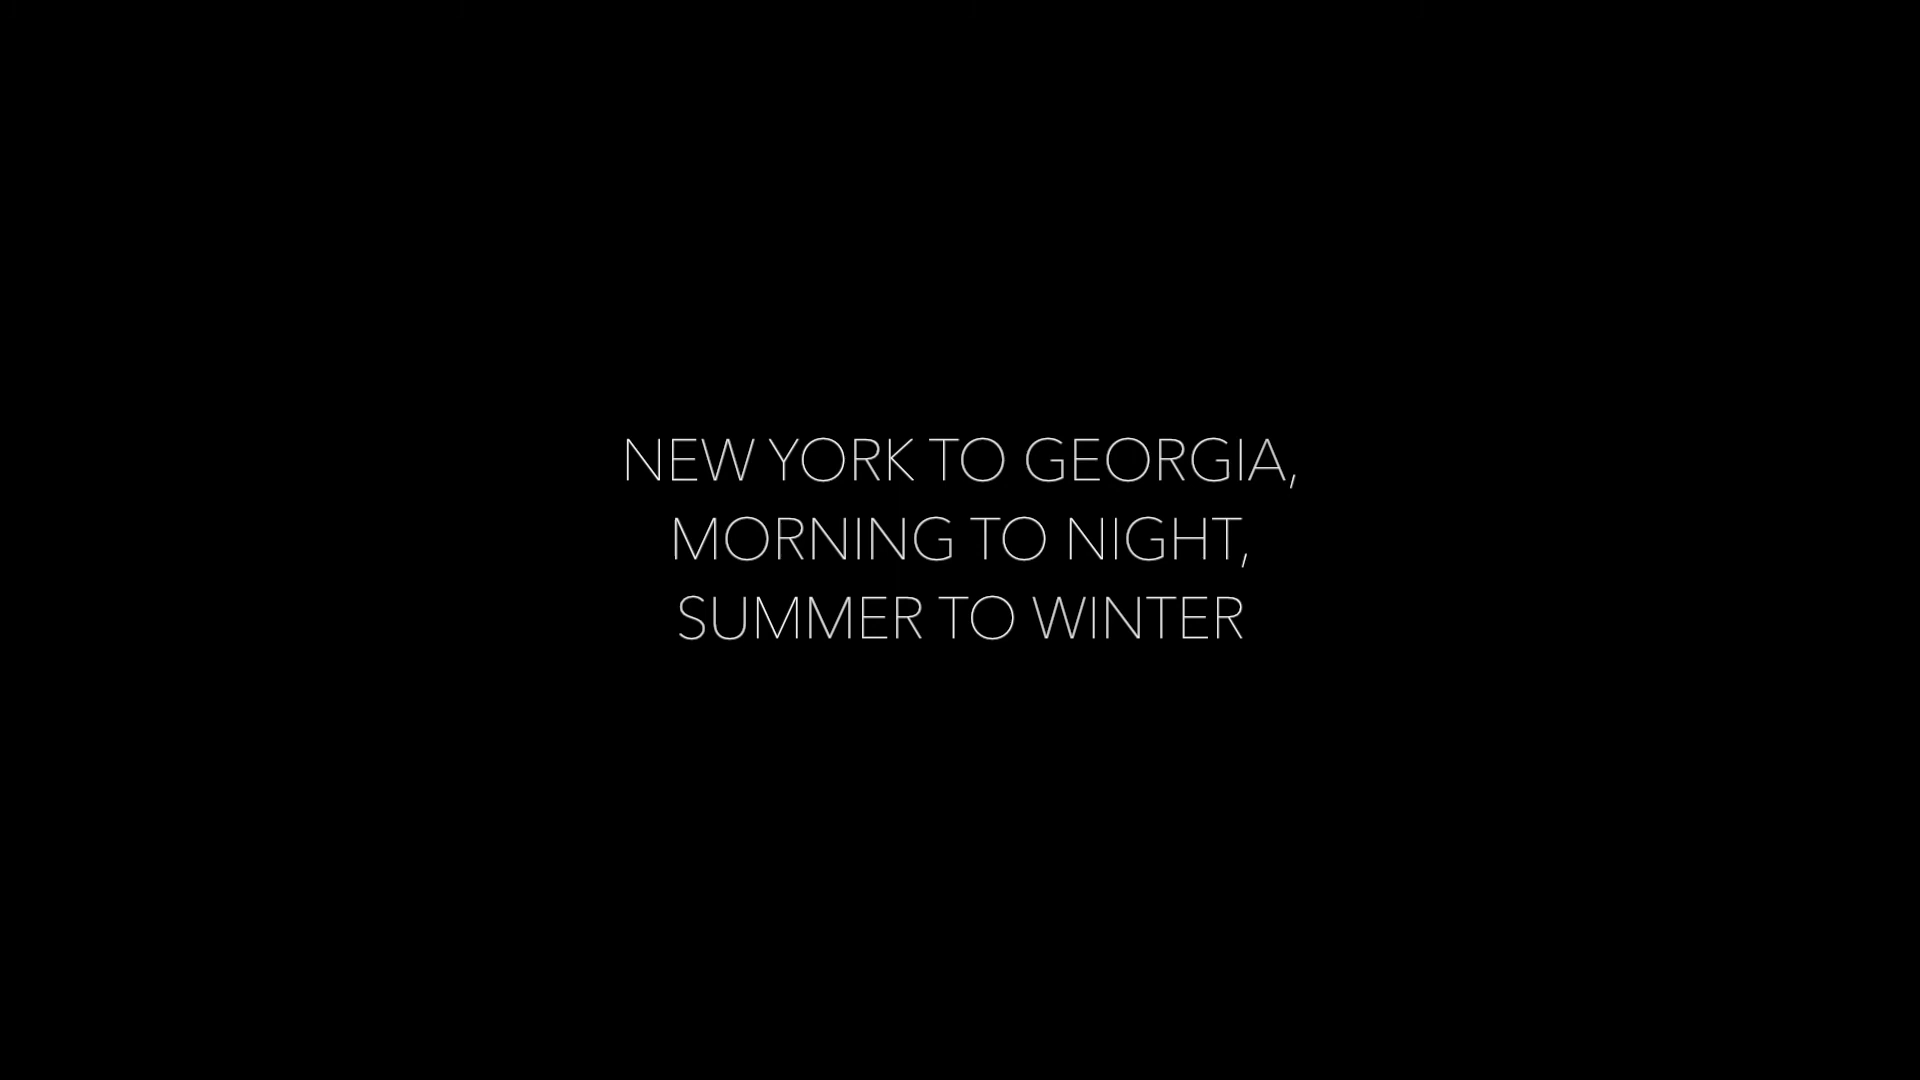 NEW YORK TO GEORGIA,
MORNING TO NIGHT,
SUMMER TO WINTER